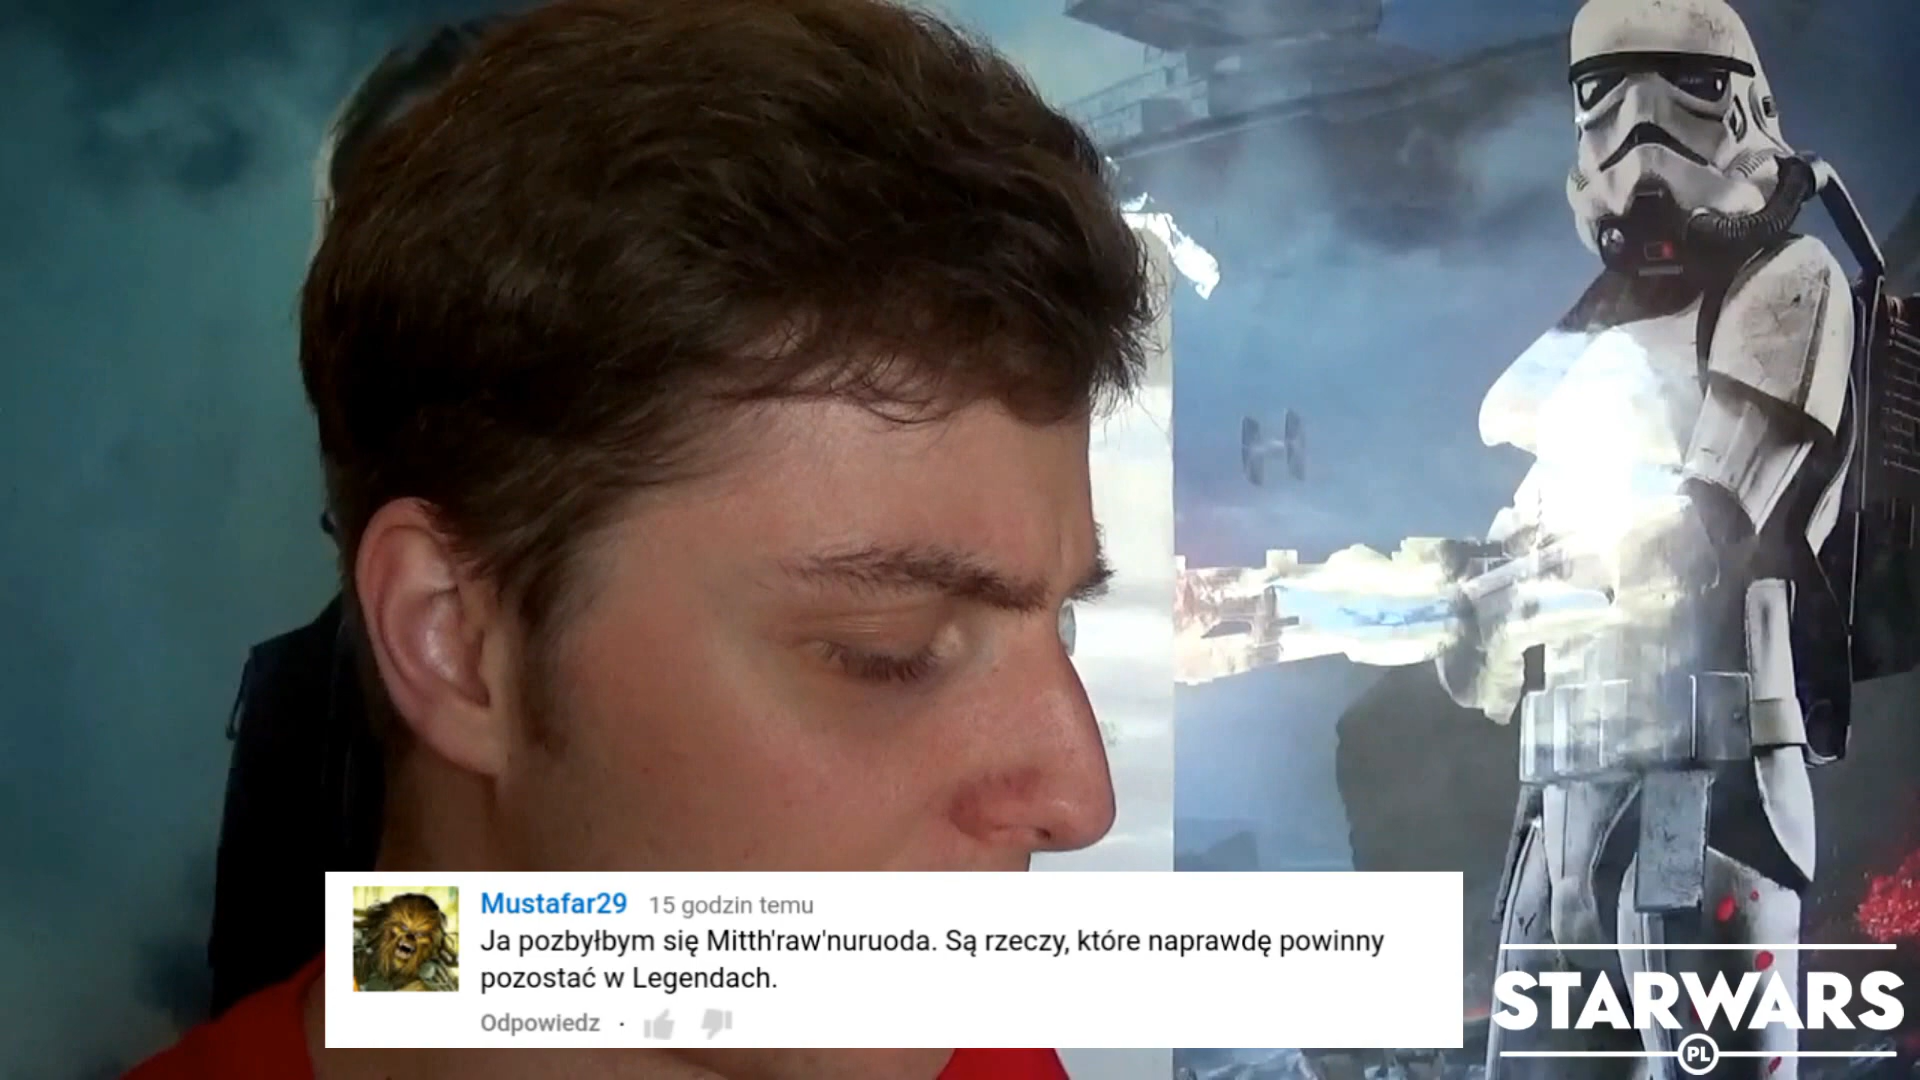 Mustafar29 15 godzin temu
Ja pozbyłbym się Mitth'raw'nuruoda. Są rzeczy, które naprawdę powinny
pozostać w Legendach.
Odpowiedz ·
STARWARS
PL